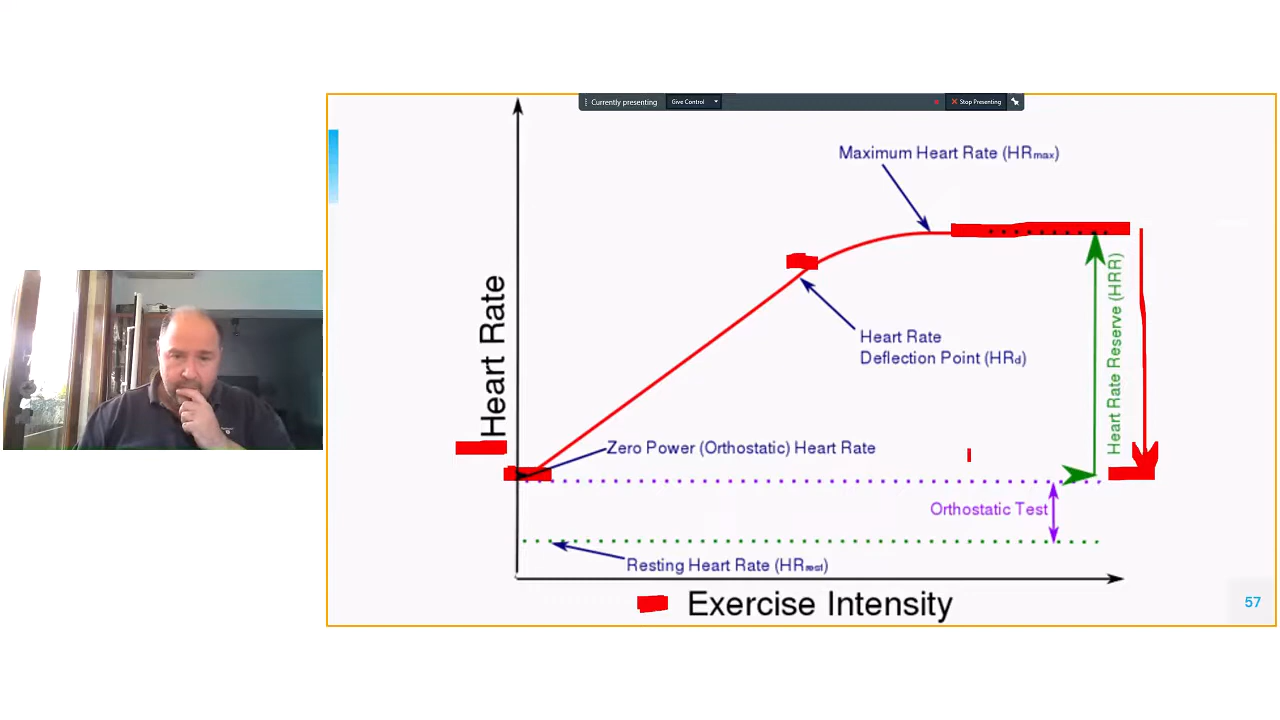 Currently presenting
Give Control
Stop Presenting
Maximum Heart Rate (HRmax)
Heart Rate
Deflection Point (HRd)
Heart Rate Reserve (HRR)
Heart Rate
Zero Power (Orthostatic) Heart Rate
Orthostatic Test
Resting Heart Rate (HRrest)
Exercise Intensity
57